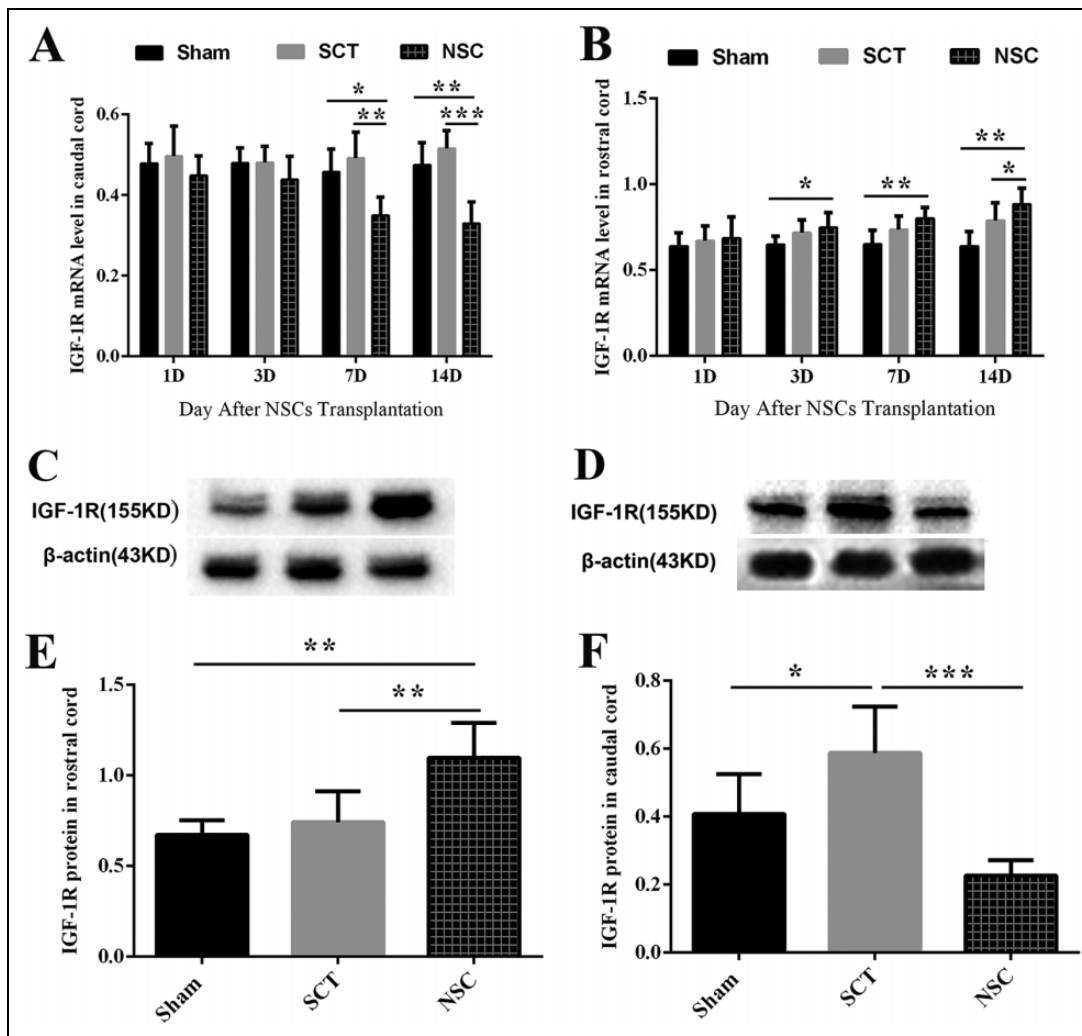 A
Sham SCT NSC
IGF-1R mRNA level in caudal cord
0.6
0.4
0.2
0.0
* ** ** ***
1D 3D 7D 14D
Day After NSCs Transplantation
B
Sham SCT NSC
IGF-1R mRNA level in rostral cord
1.5
1.0
0.5
0.0
* ** ** *
1D 3D 7D 14D
Day After NSCs Transplantation
C
IGF-1R(155KD)
β-actin(43KD)
D
IGF-1R(155KD)
β-actin(43KD)
E
IGF-1R protein in rostral cord
1.5
1.0
0.5
0.0
**
**
Sham SCT NSC
F
IGF-1R protein in caudal cord
0.8
0.6
0.4
0.2
0.0
* ***
Sham SCT NSC